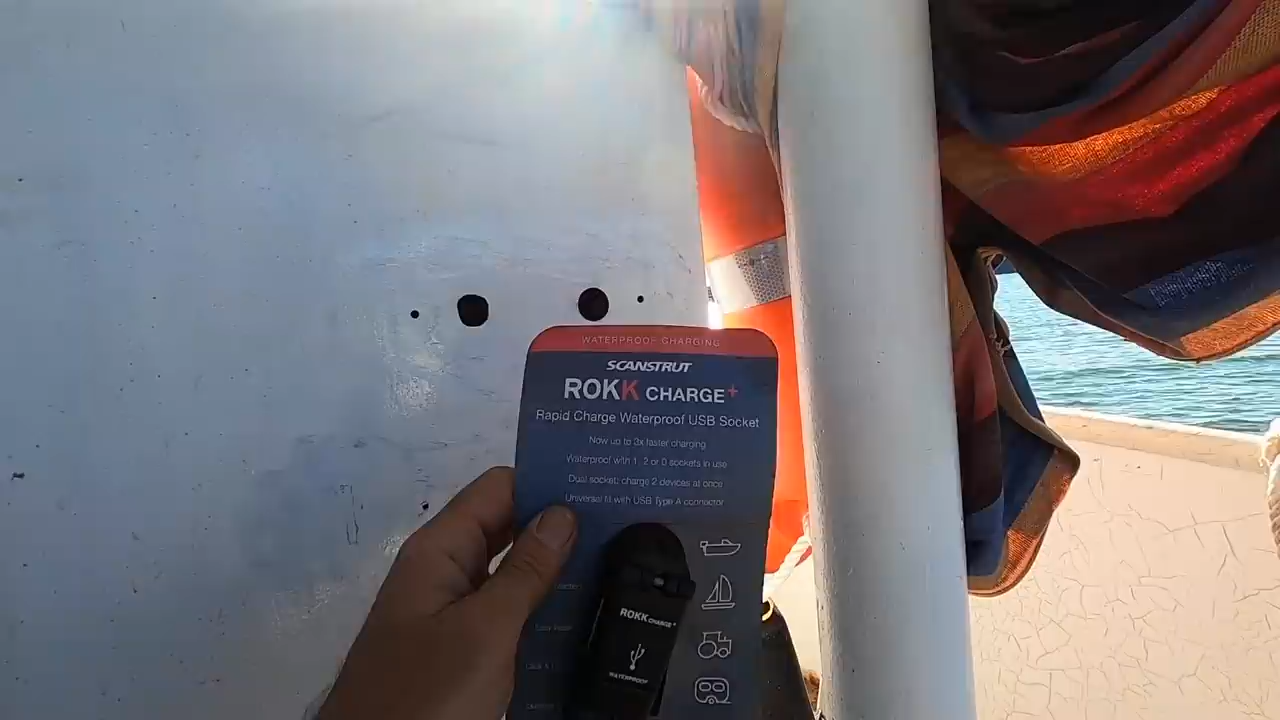 WATERPROOF CHARGING
SCANSTRUT
ROKK CHARGE+
Rapid Charge Waterproof USB Socket
Now up to 3x faster charging
Waterproof with 1, 2 or 0 sockets in use
Dual socket: charge 2 devices at once
Universal fit with USB Type A connector
ROKK CHARGE+
WATERPROOF